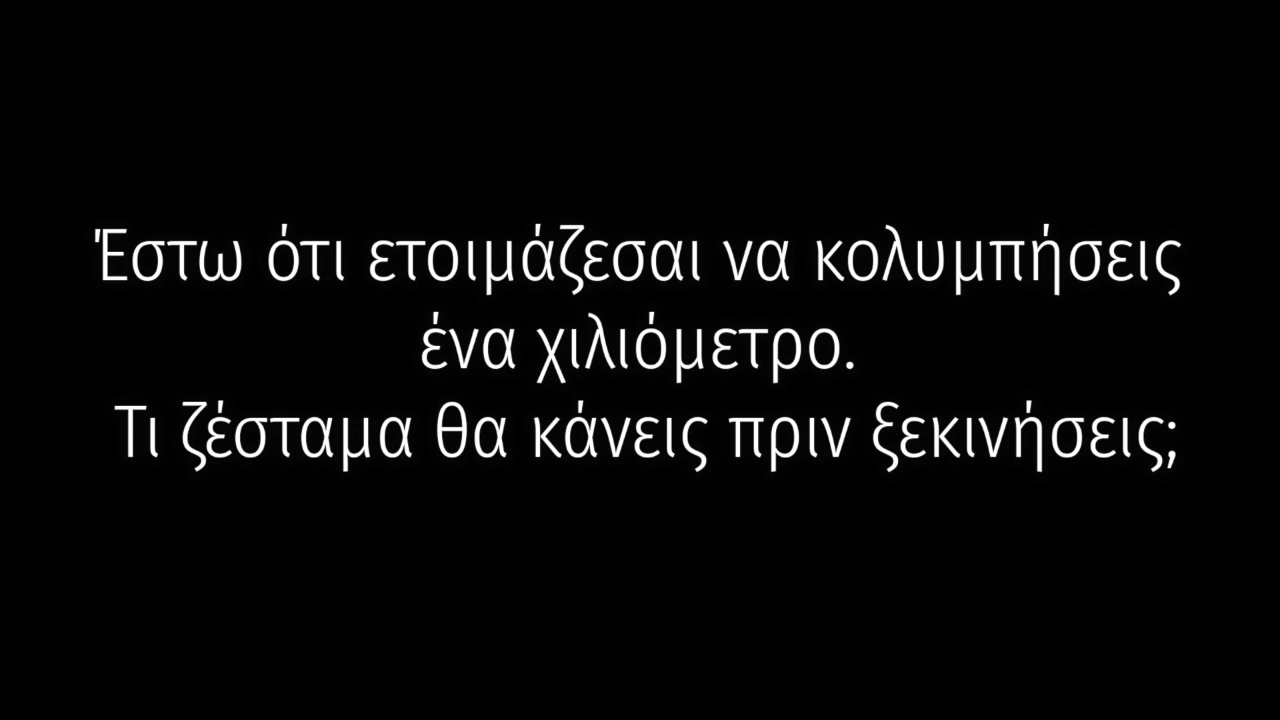 Έστω ότι ετοιμάζεσαι να κολυμπήσεις
ένα χιλιόμετρο.
Τι ζέσταμα θα κάνεις πριν ξεκινήσεις;